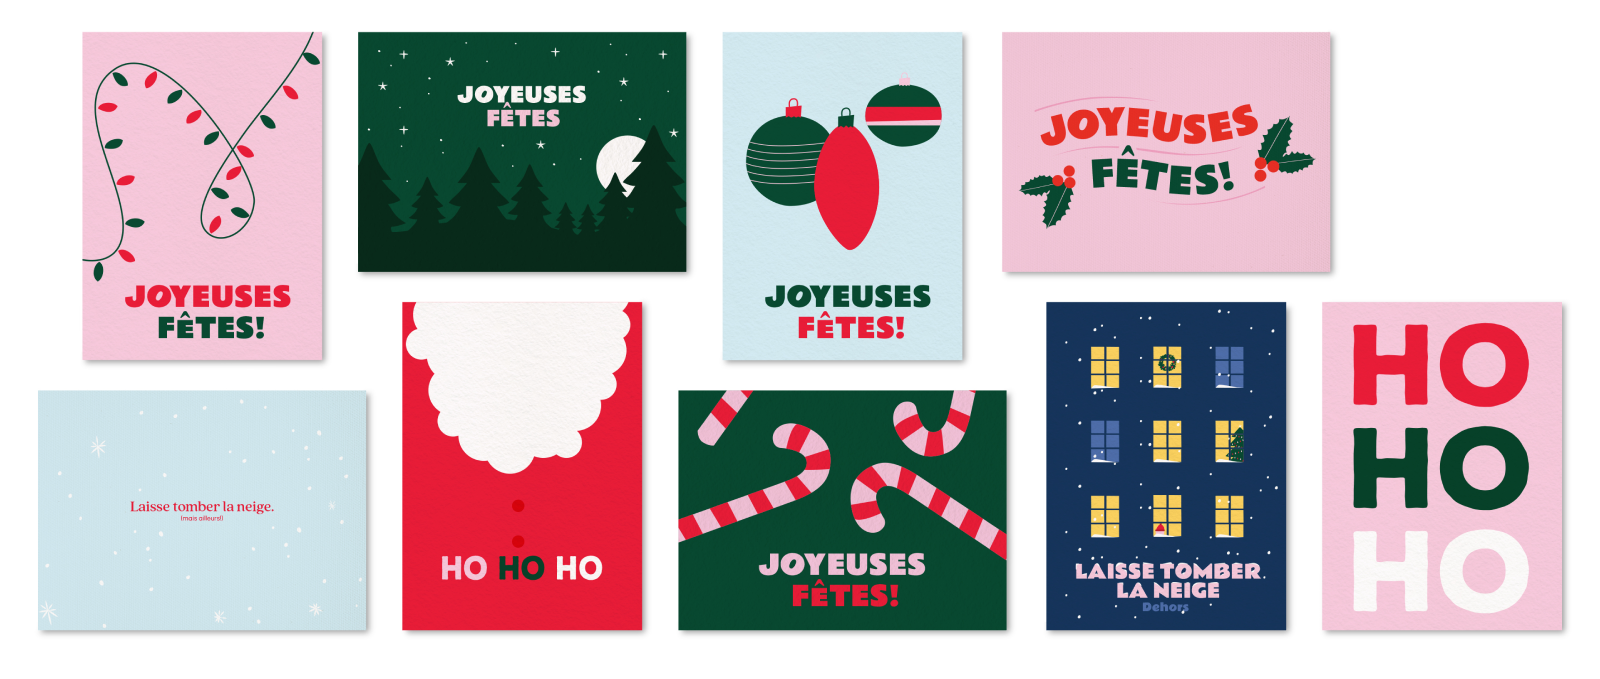 JOYEUSES
FÊTES!
JOYEUSES
FÊTES
JOYEUSES
FÊTES!
JOYEUSES
FÊTES!
Laisse tomber la neige.
(mais ailleurs!)
HO HO HO
JOYEUSES
FÊTES!
LAISSE TOMBER
LA NEIGE
Dehors
HO
HO
HO